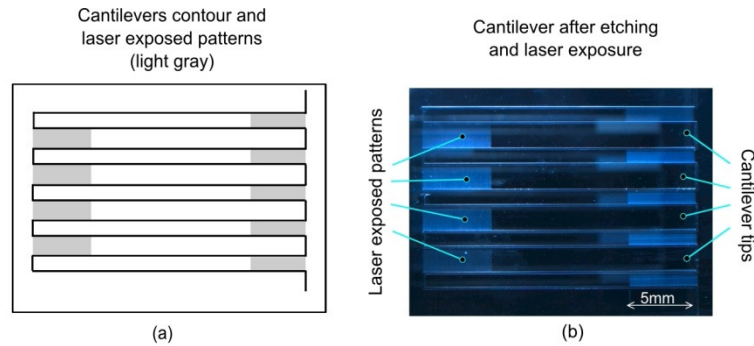 Cantilevers contour and
laser exposed patterns
(light gray)
Cantilever after etching
and laser exposure
Laser exposed patterns
Cantilever tips
5mm
(a)
(b)